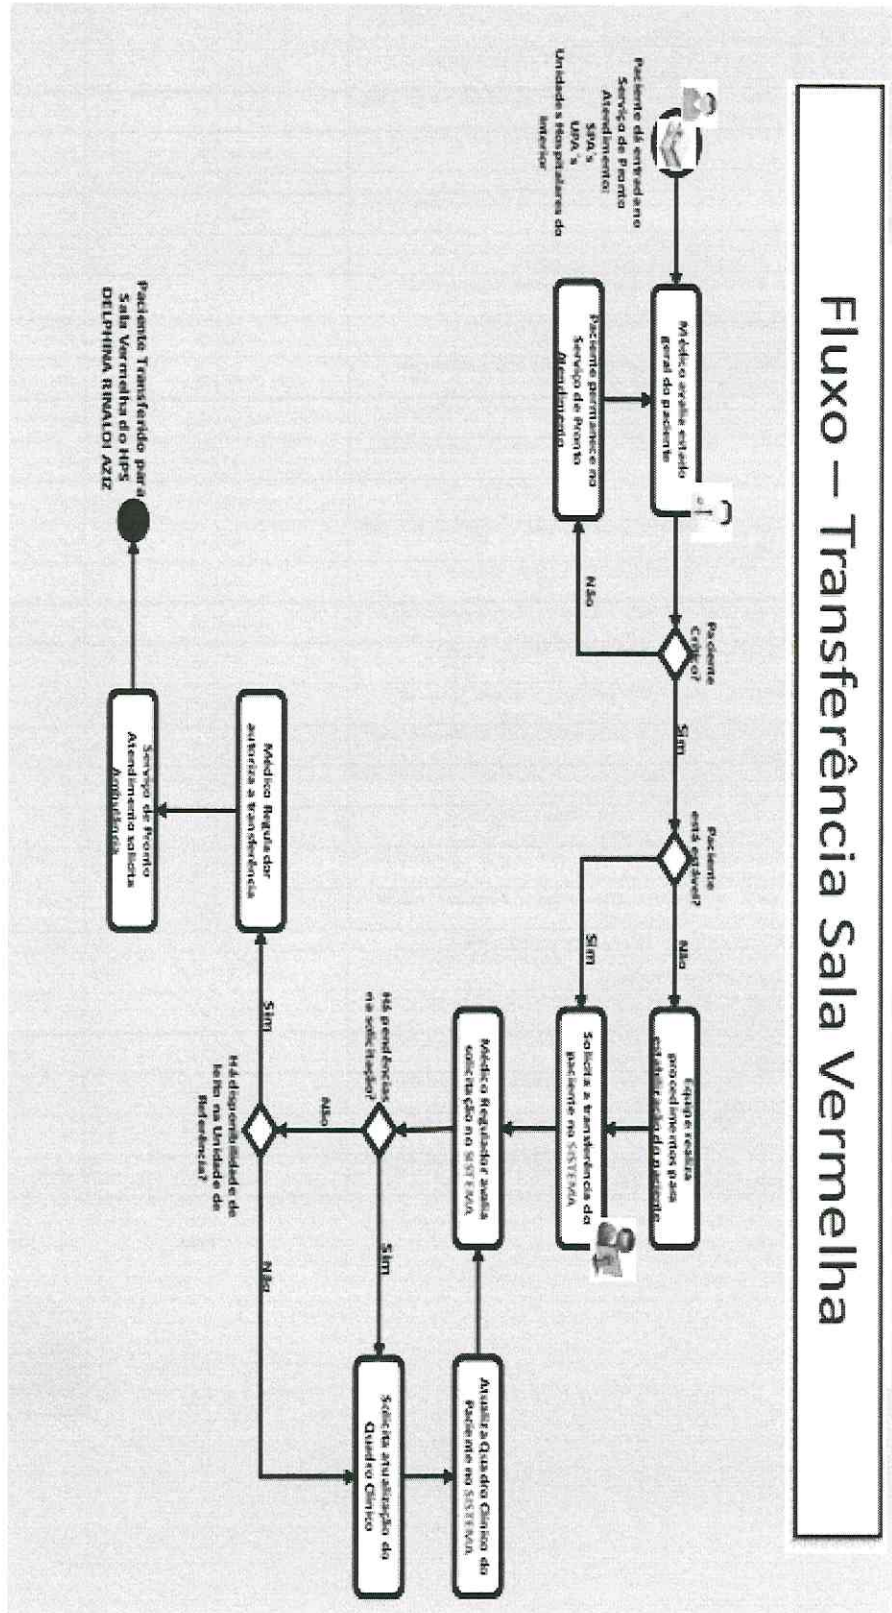 Fluxo – Transferência Sala Vermelha
Paciente dá entrada no
Serviço de Pronto
Atendimento:
SPA's
UPA's
Unidades Hospitalares do
Interior
Médico avalia estado
geral do paciente
Paciente permanece no
Serviço de Pronto
Atendimento
Não
Paciente
Crítico?
Sim
Paciente
está estável?
Não
Sim
Equipe realiza
procedimentos para
estabilização do paciente
Solicita a transferência do
paciente no SISTEMA
Médico Regulador avalia
solicitação no SISTEMA
Atualiza Quadro Clínico do
Paciente no SISTEMA
Há pendências
na solicitação?
Sim
Não
Solicita atualização do
Quadro Clínico
Há disponibilidade de
leito na Unidade de
Referência?
Sim
Não
Médico Regulador
autoriza a transferência
Serviço de Pronto
Atendimento solicita
Ambulância
Paciente Transferido para
Sala Vermelha do HPS
DELPHINA RINALDI AZIZ